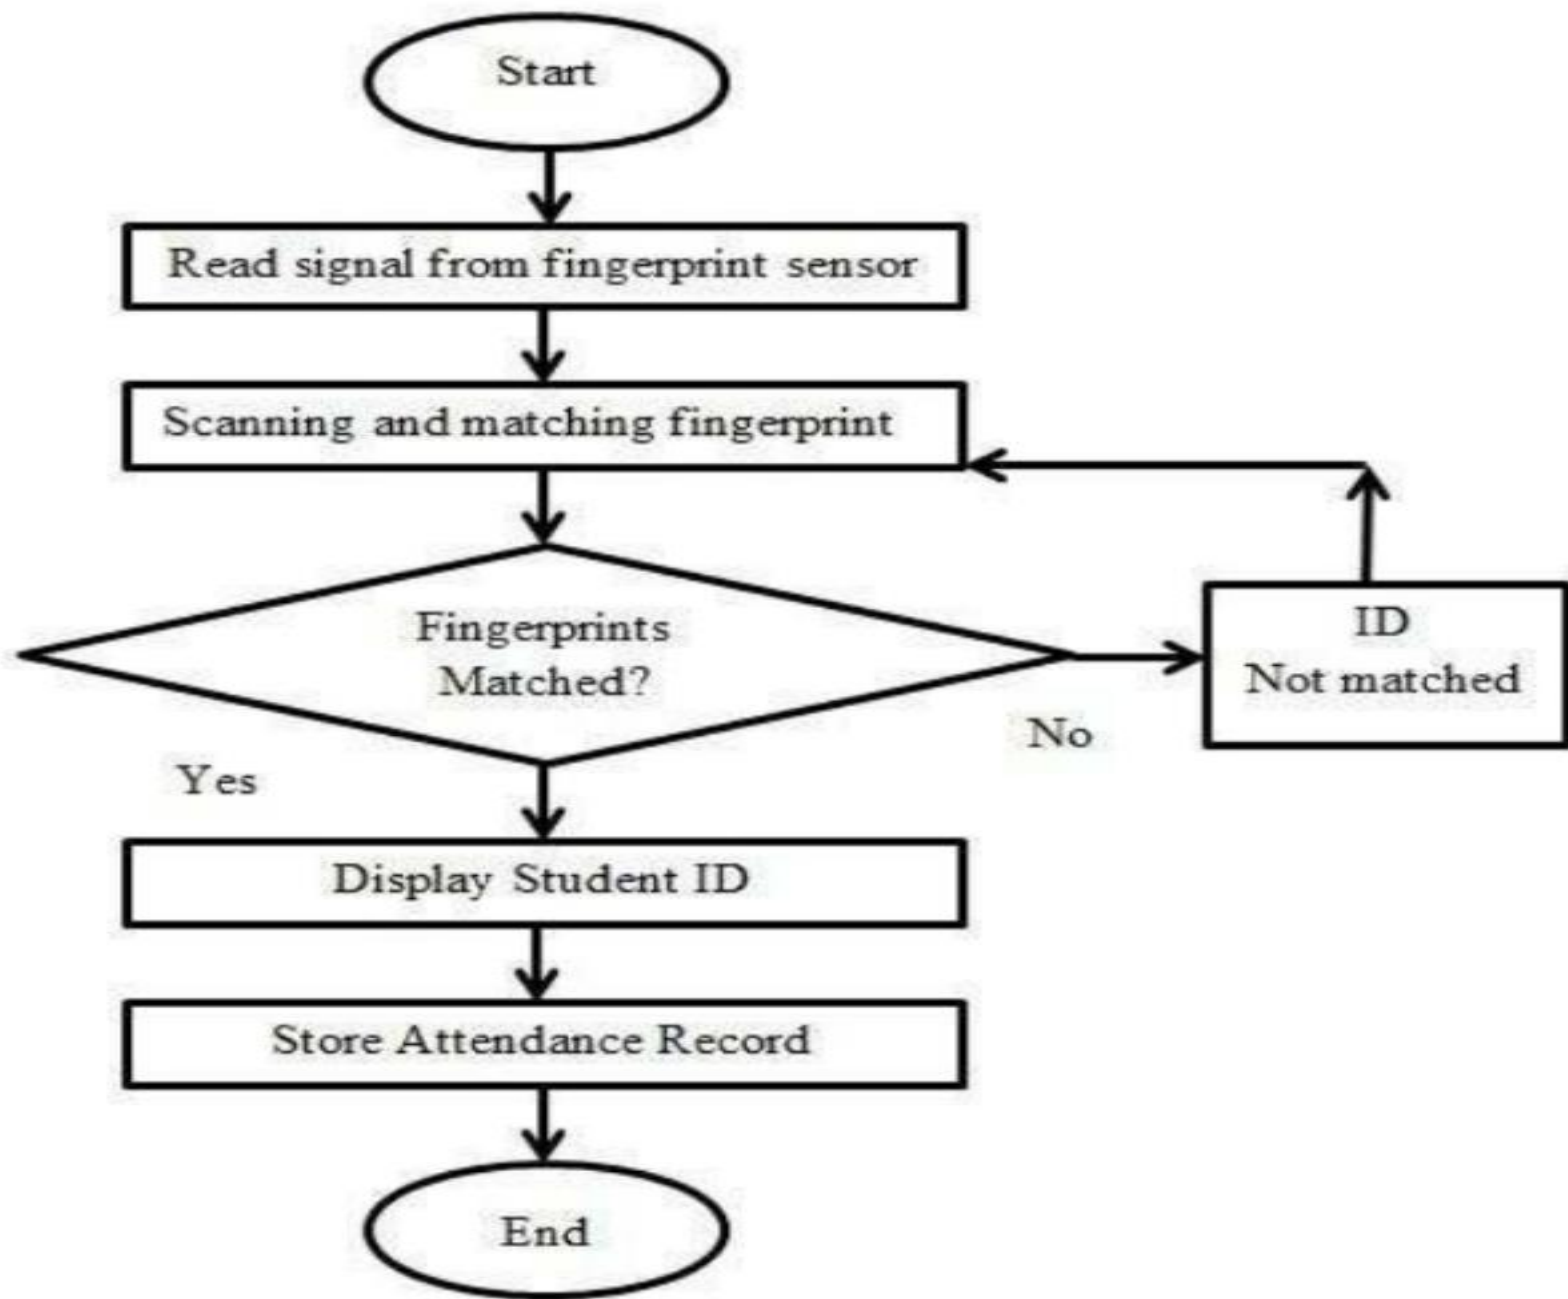 Start
Read signal from fingerprint sensor
Scanning and matching fingerprint
Fingerprints
Matched?
ID
Not matched
No
Yes
Display Student ID
Store Attendance Record
End